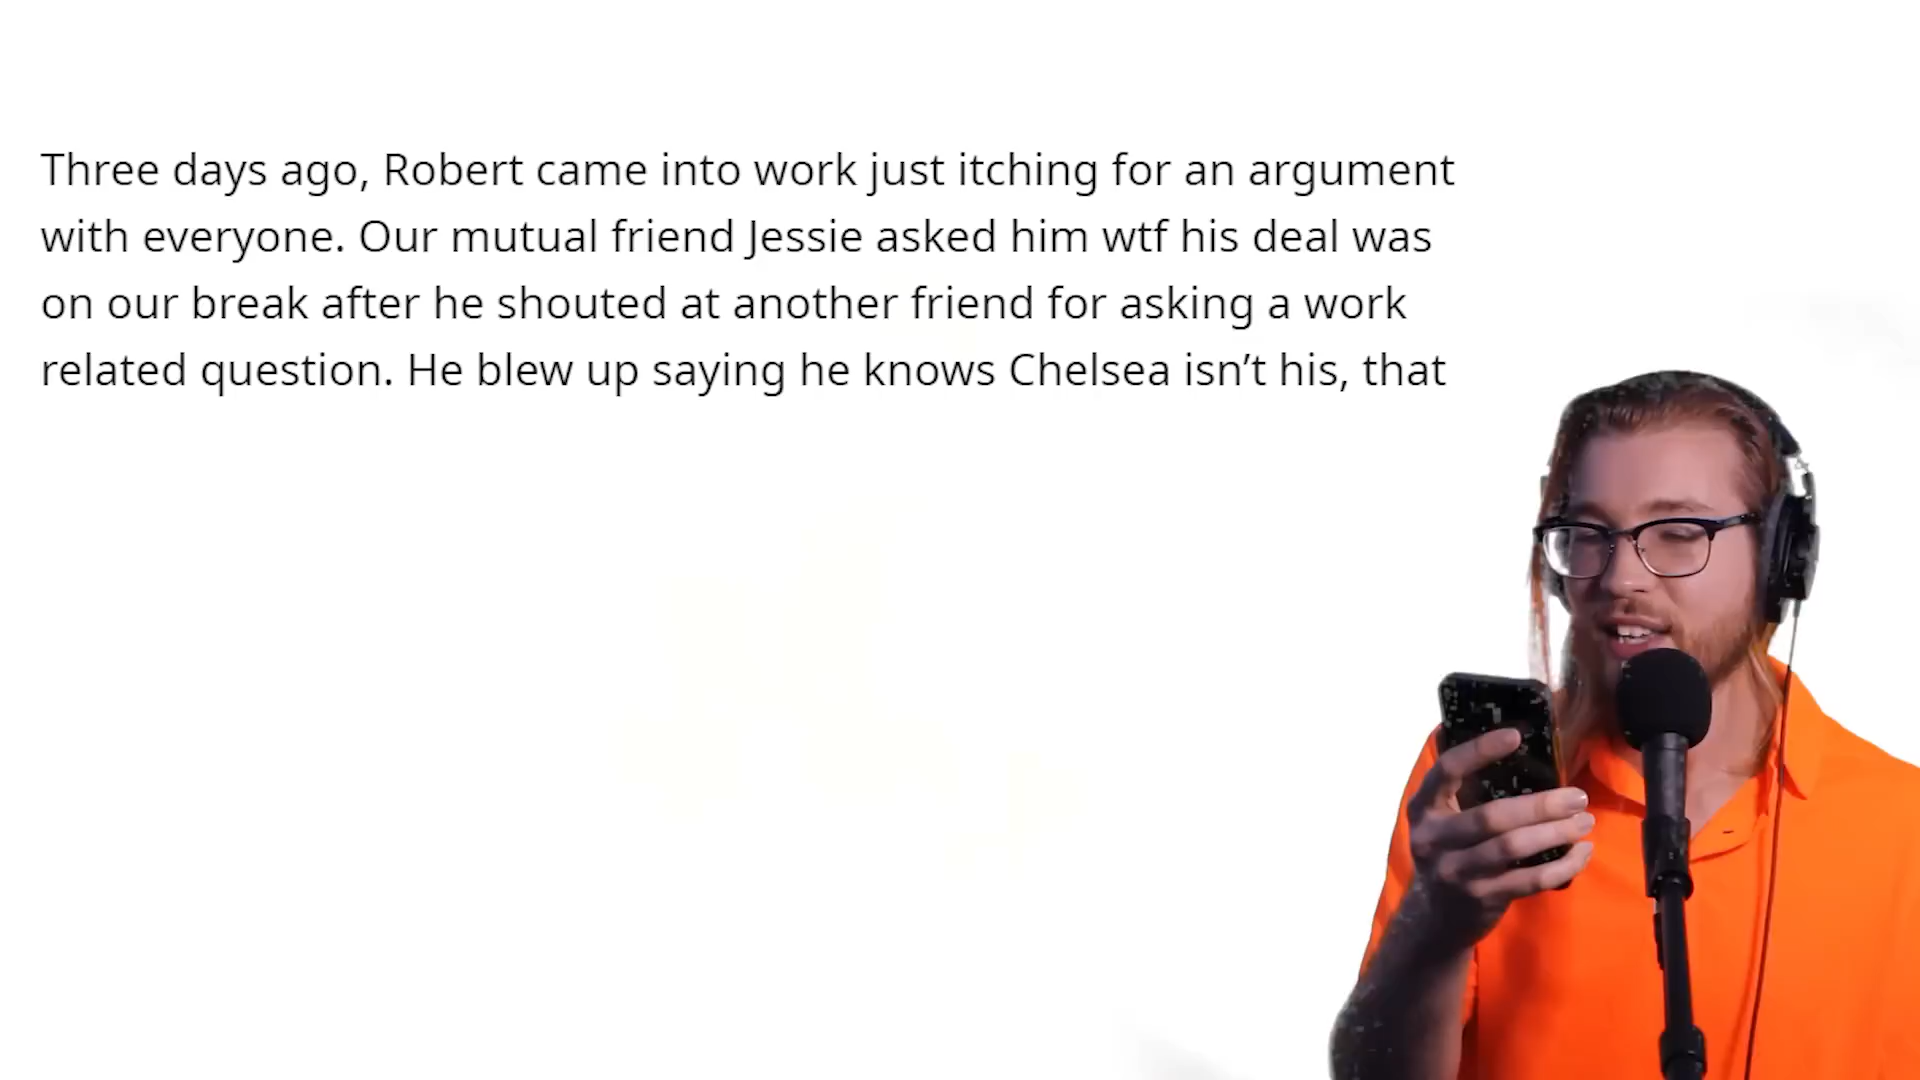 Three days ago, Robert came into work just itching for an argument
with everyone. Our mutual friend Jessie asked him wtf his deal was
on our break after he shouted at another friend for asking a work
related question. He blew up saying he knows Chelsea isn’t his, that